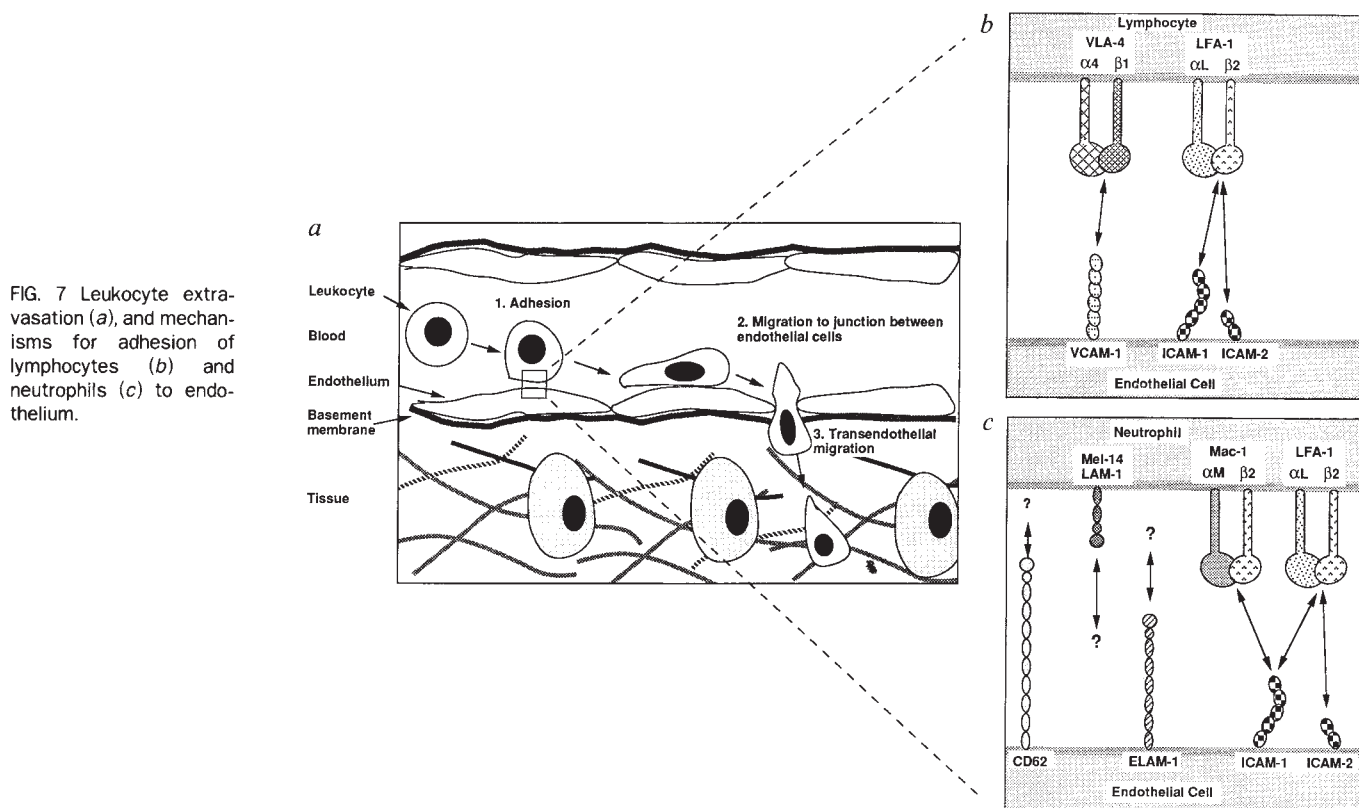 FIG. 7 Leukocyte extra-
vasation (a), and mechan-
isms for adhesion of
lymphocytes (b) and
neutrophils (c) to endo-
thelium.
a
Leukocyte
Blood
Endothelium
Basement
membrane
Tissue
1. Adhesion
2. Migration to junction between
endothelial cells
3. Transendothelial
migration
b
Lymphocyte
VLA-4 LFA-1
α4 β1 αL β2
VCAM-1 ICAM-1 ICAM-2
Endothelial Cell
c
Neutrophil
Mel-14
LAM-1
Mac-1 LFA-1
αM β2 αL β2
?
?
?
CD62 ELAM-1 ICAM-1 ICAM-2
Endothelial Cell